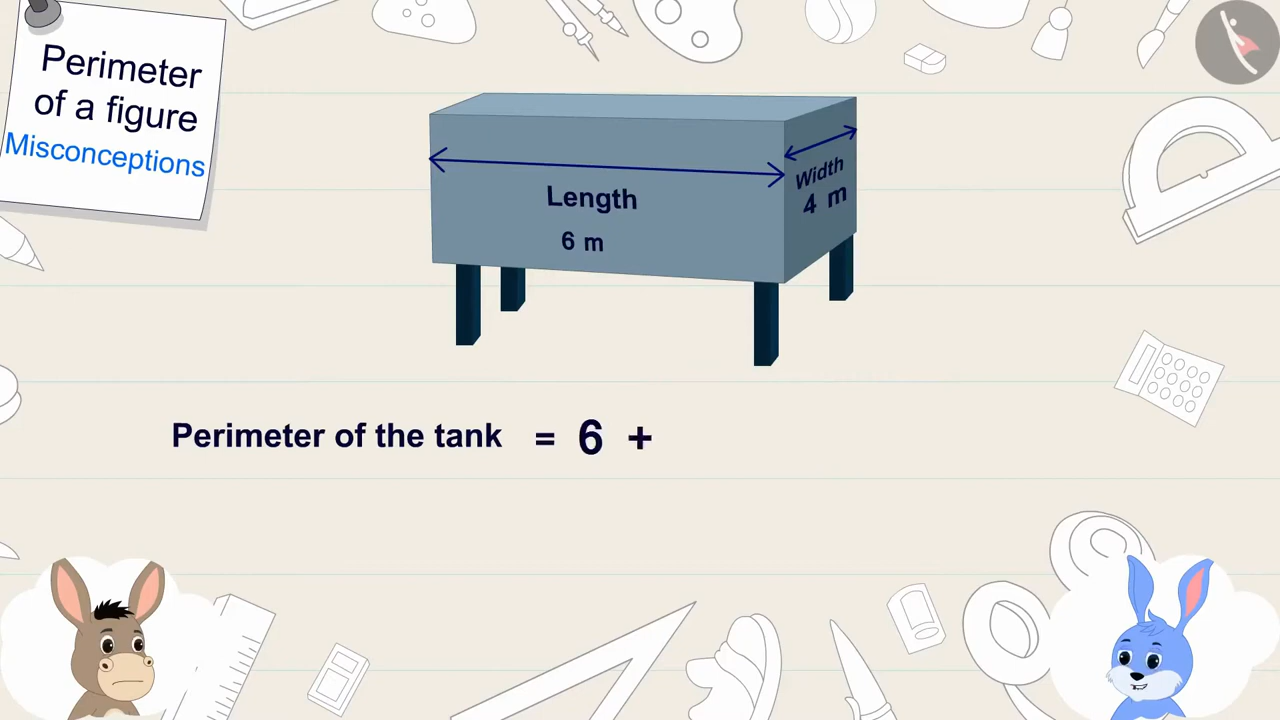 Perimeter
of a figure
Misconceptions
Length
6 m
Width
4 m
Perimeter of the tank = 6 +